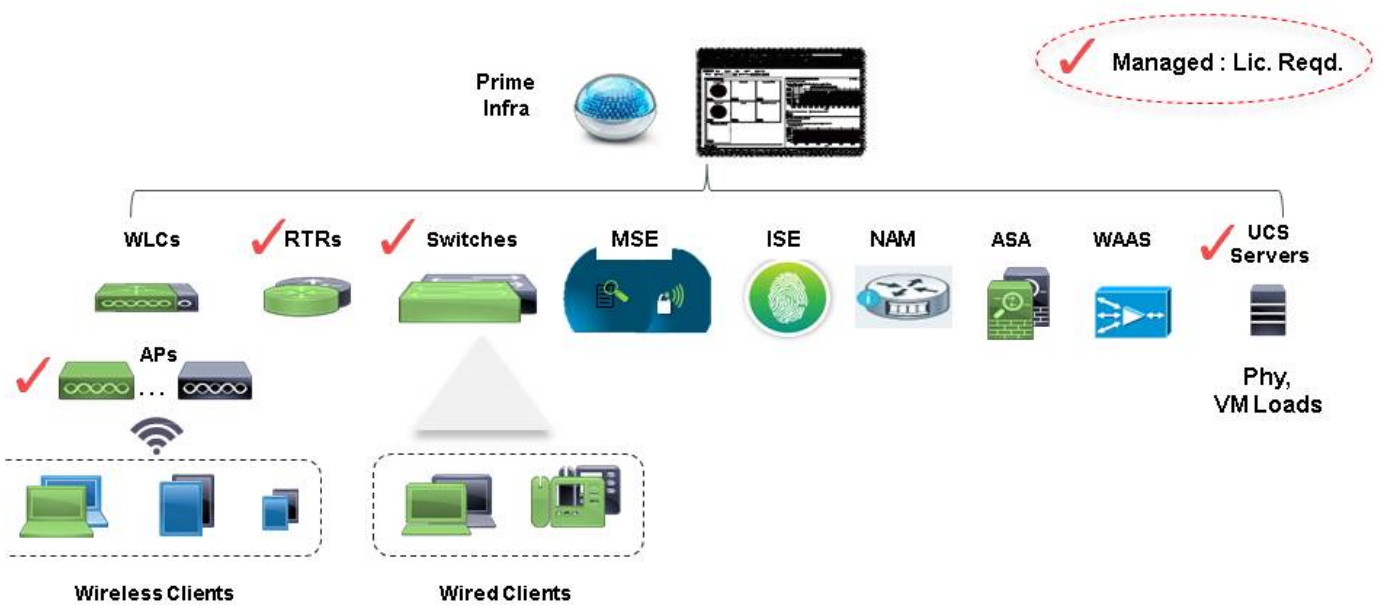 Prime
Infra
Managed : Lic. Reqd.
WLCs
RTRs
Switches
MSE
ISE
NAM
ASA
WAAS
UCS
Servers
APs
...
Phy,
VM Loads
Wireless Clients
Wired Clients